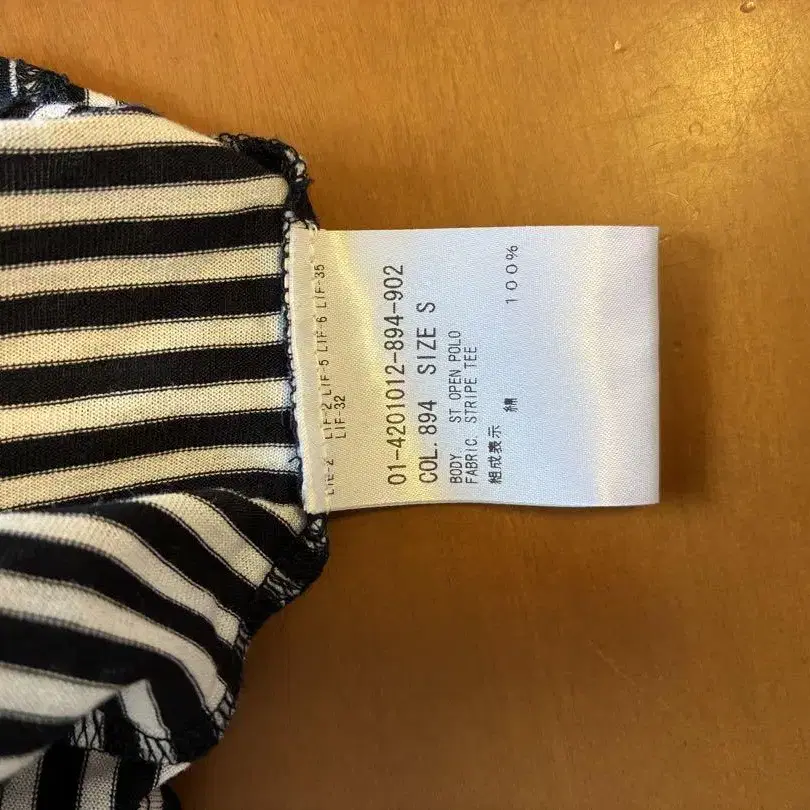 LIF-2 LIF-5 LIF-6 LIF-35
LIF-32
01-4201012-894-902
COL. 894 SIZE S
BODY. ST OPEN POLO
FABRIC. STRIPE TEE
組成表示
綿 100%